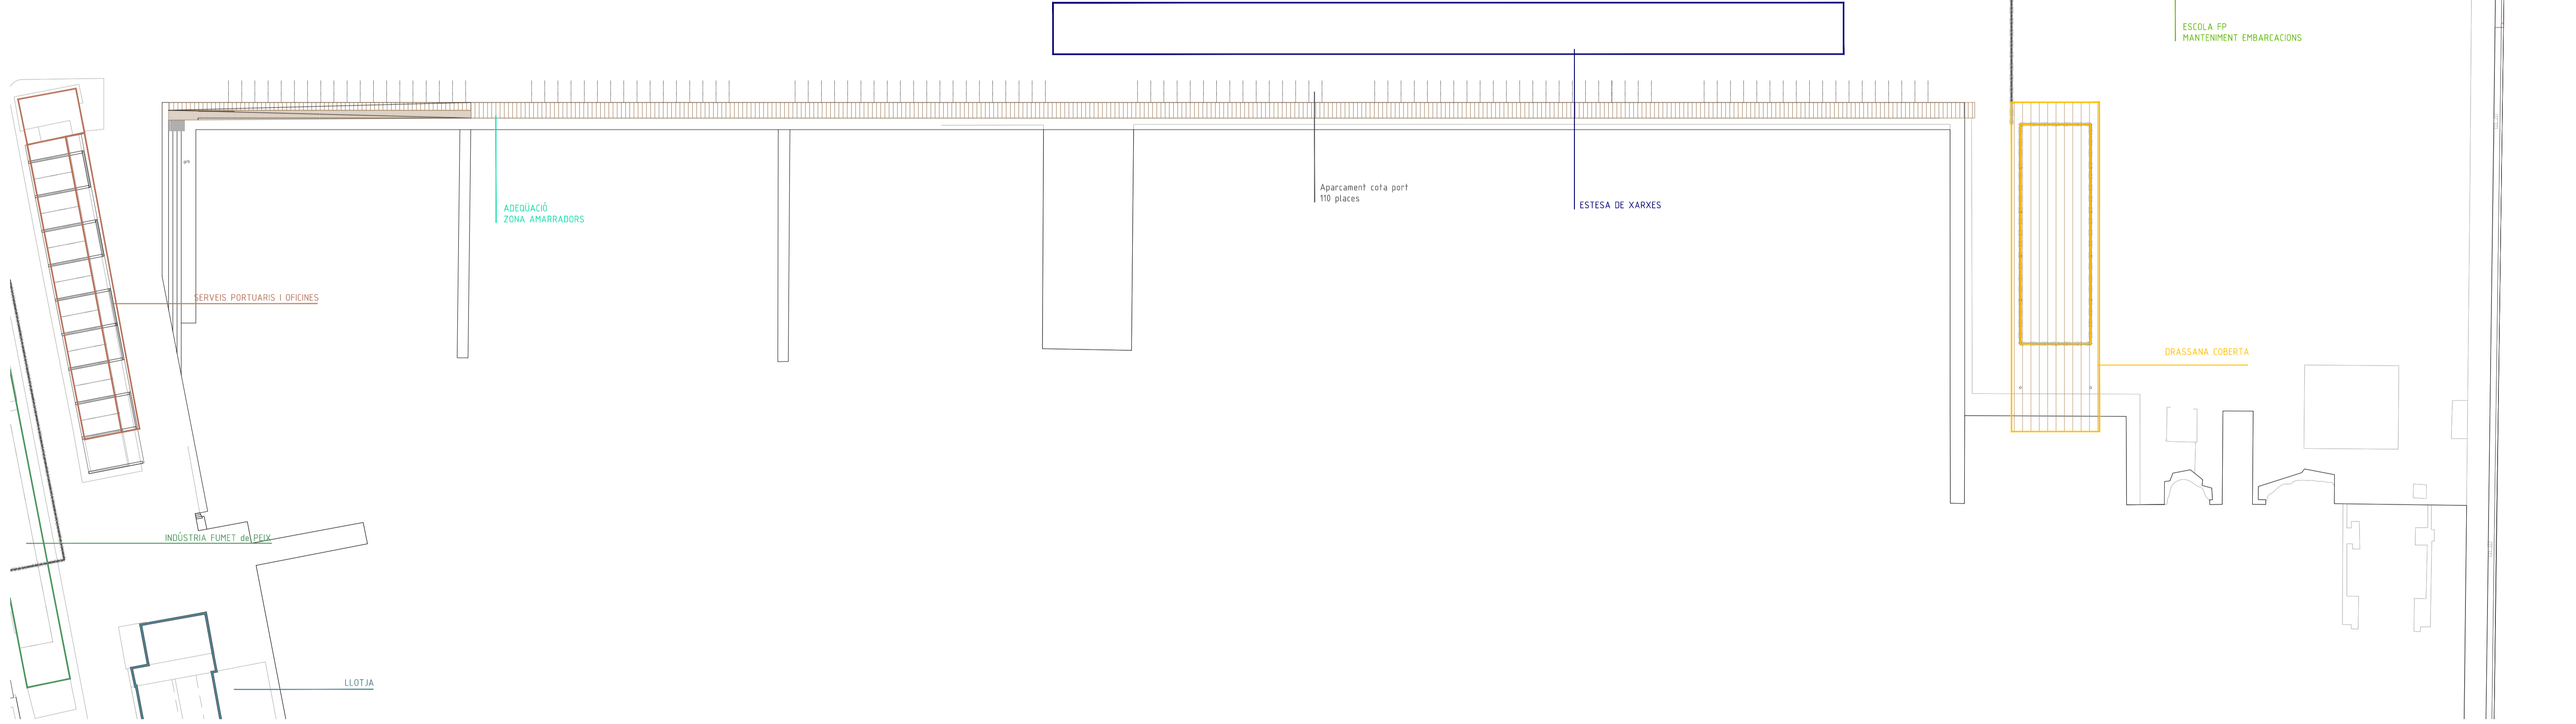 ESCOLA FP
MANTENIMENT EMBARCACIONS
Aparcament cota port
110 places
ESTESA DE XARXES
ADEQÜACIÓ
ZONA AMARRADORS
SERVEIS PORTUARIS I OFICINES
DRASSANA COBERTA
INDÚSTRIA FUMET de PEIX
LLOTJA